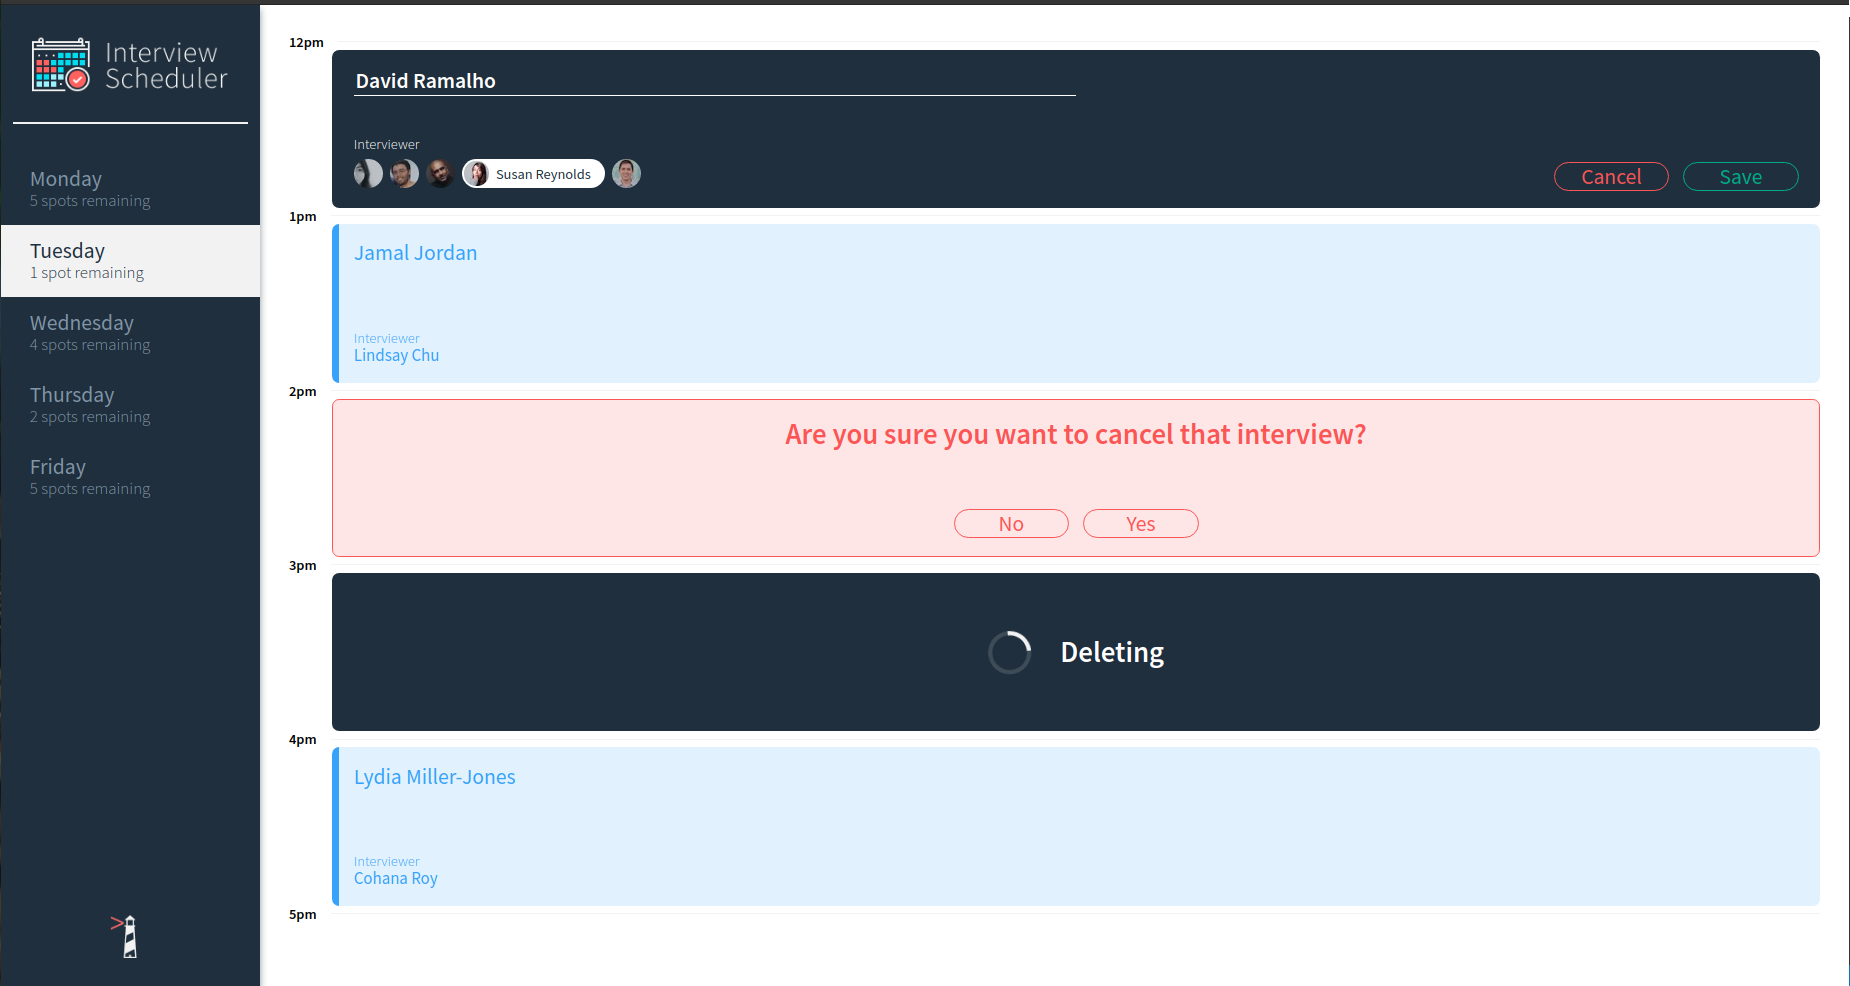 Interview
Scheduler
Monday
5 spots remaining
Tuesday
1 spot remaining
Wednesday
4 spots remaining
Thursday
2 spots remaining
Friday
5 spots remaining
12pm
David Ramalho
Interviewer
Susan Reynolds
Cancel
Save
1pm
Jamal Jordan
Interviewer
Lindsay Chu
2pm
Are you sure you want to cancel that interview?
No
Yes
3pm
Deleting
4pm
Lydia Miller-Jones
Interviewer
Cohana Roy
5pm